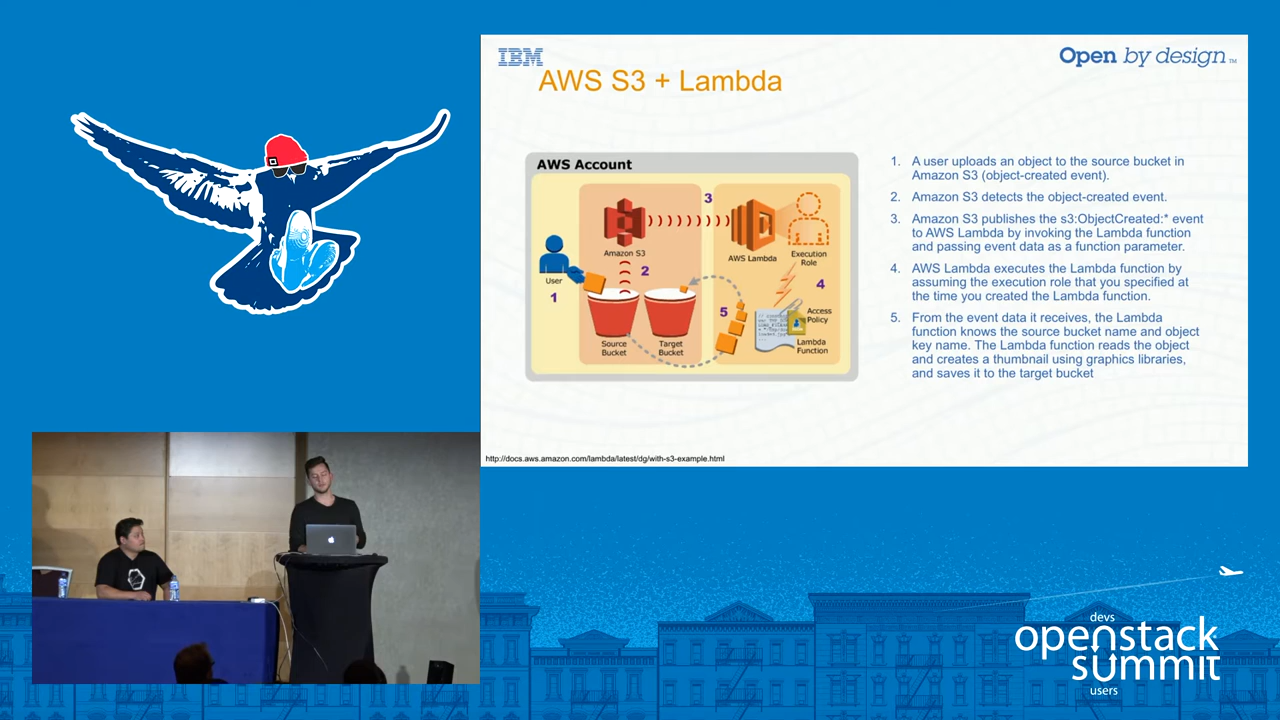 IBM
Open by design™
AWS S3 + Lambda
AWS Account
3
Amazon S3
AWS Lambda
Execution
Role
2
User
1
4
5
Access
Policy
Source
Bucket
Target
Bucket
Lambda
Function
1. A user uploads an object to the source bucket in
Amazon S3 (object-created event).
2. Amazon S3 detects the object-created event.
3. Amazon S3 publishes the s3:ObjectCreated:* event
to AWS Lambda by invoking the Lambda function
and passing event data as a function parameter.
4. AWS Lambda executes the Lambda function by
assuming the execution role that you specified at
the time you created the Lambda function.
5. From the event data it receives, the Lambda
function knows the source bucket name and object
key name. The Lambda function reads the object
and creates a thumbnail using graphics libraries,
and saves it to the target bucket
http://docs.aws.amazon.com/lambda/latest/dg/with-s3-example.html
devs
openstack
summit
users